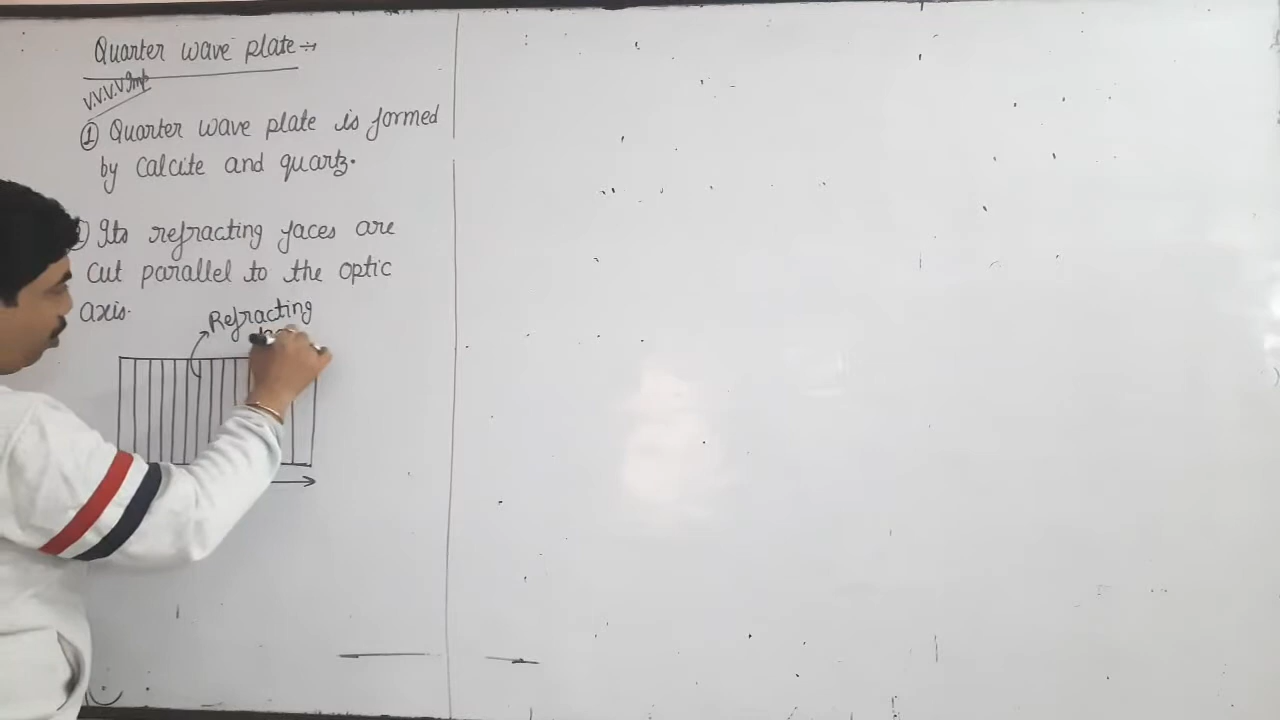 Quarter wave plate ÷
V.V.V.V Imp
① Quarter wave plate is formed
by Calcite and quartz.
Its refracting faces are
cut parallel to the optic
axis.
Refracting